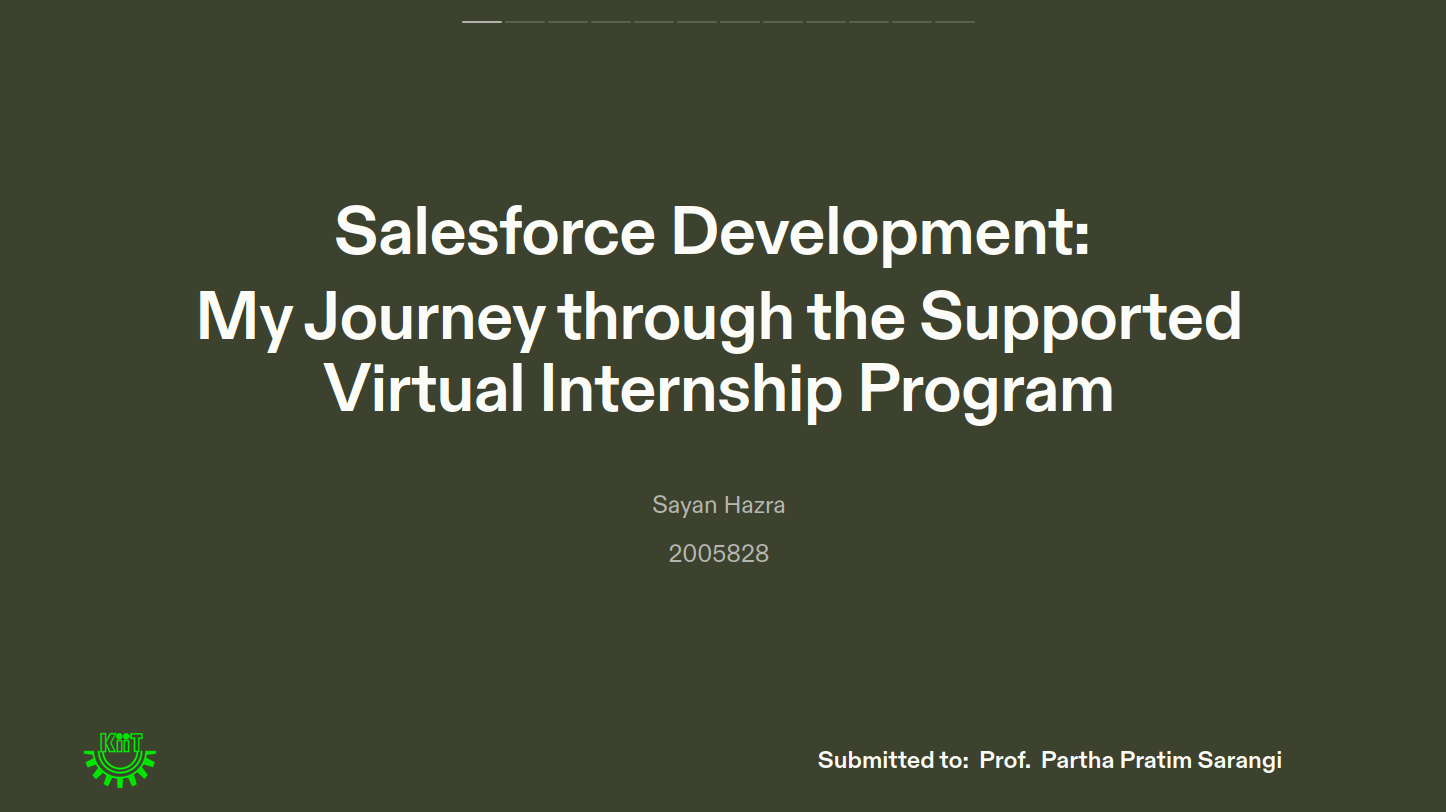 Salesforce Development:
My Journey through the Supported
Virtual Internship Program
Sayan Hazra
2005828
KiiT
Submitted to: Prof. Partha Pratim Sarangi